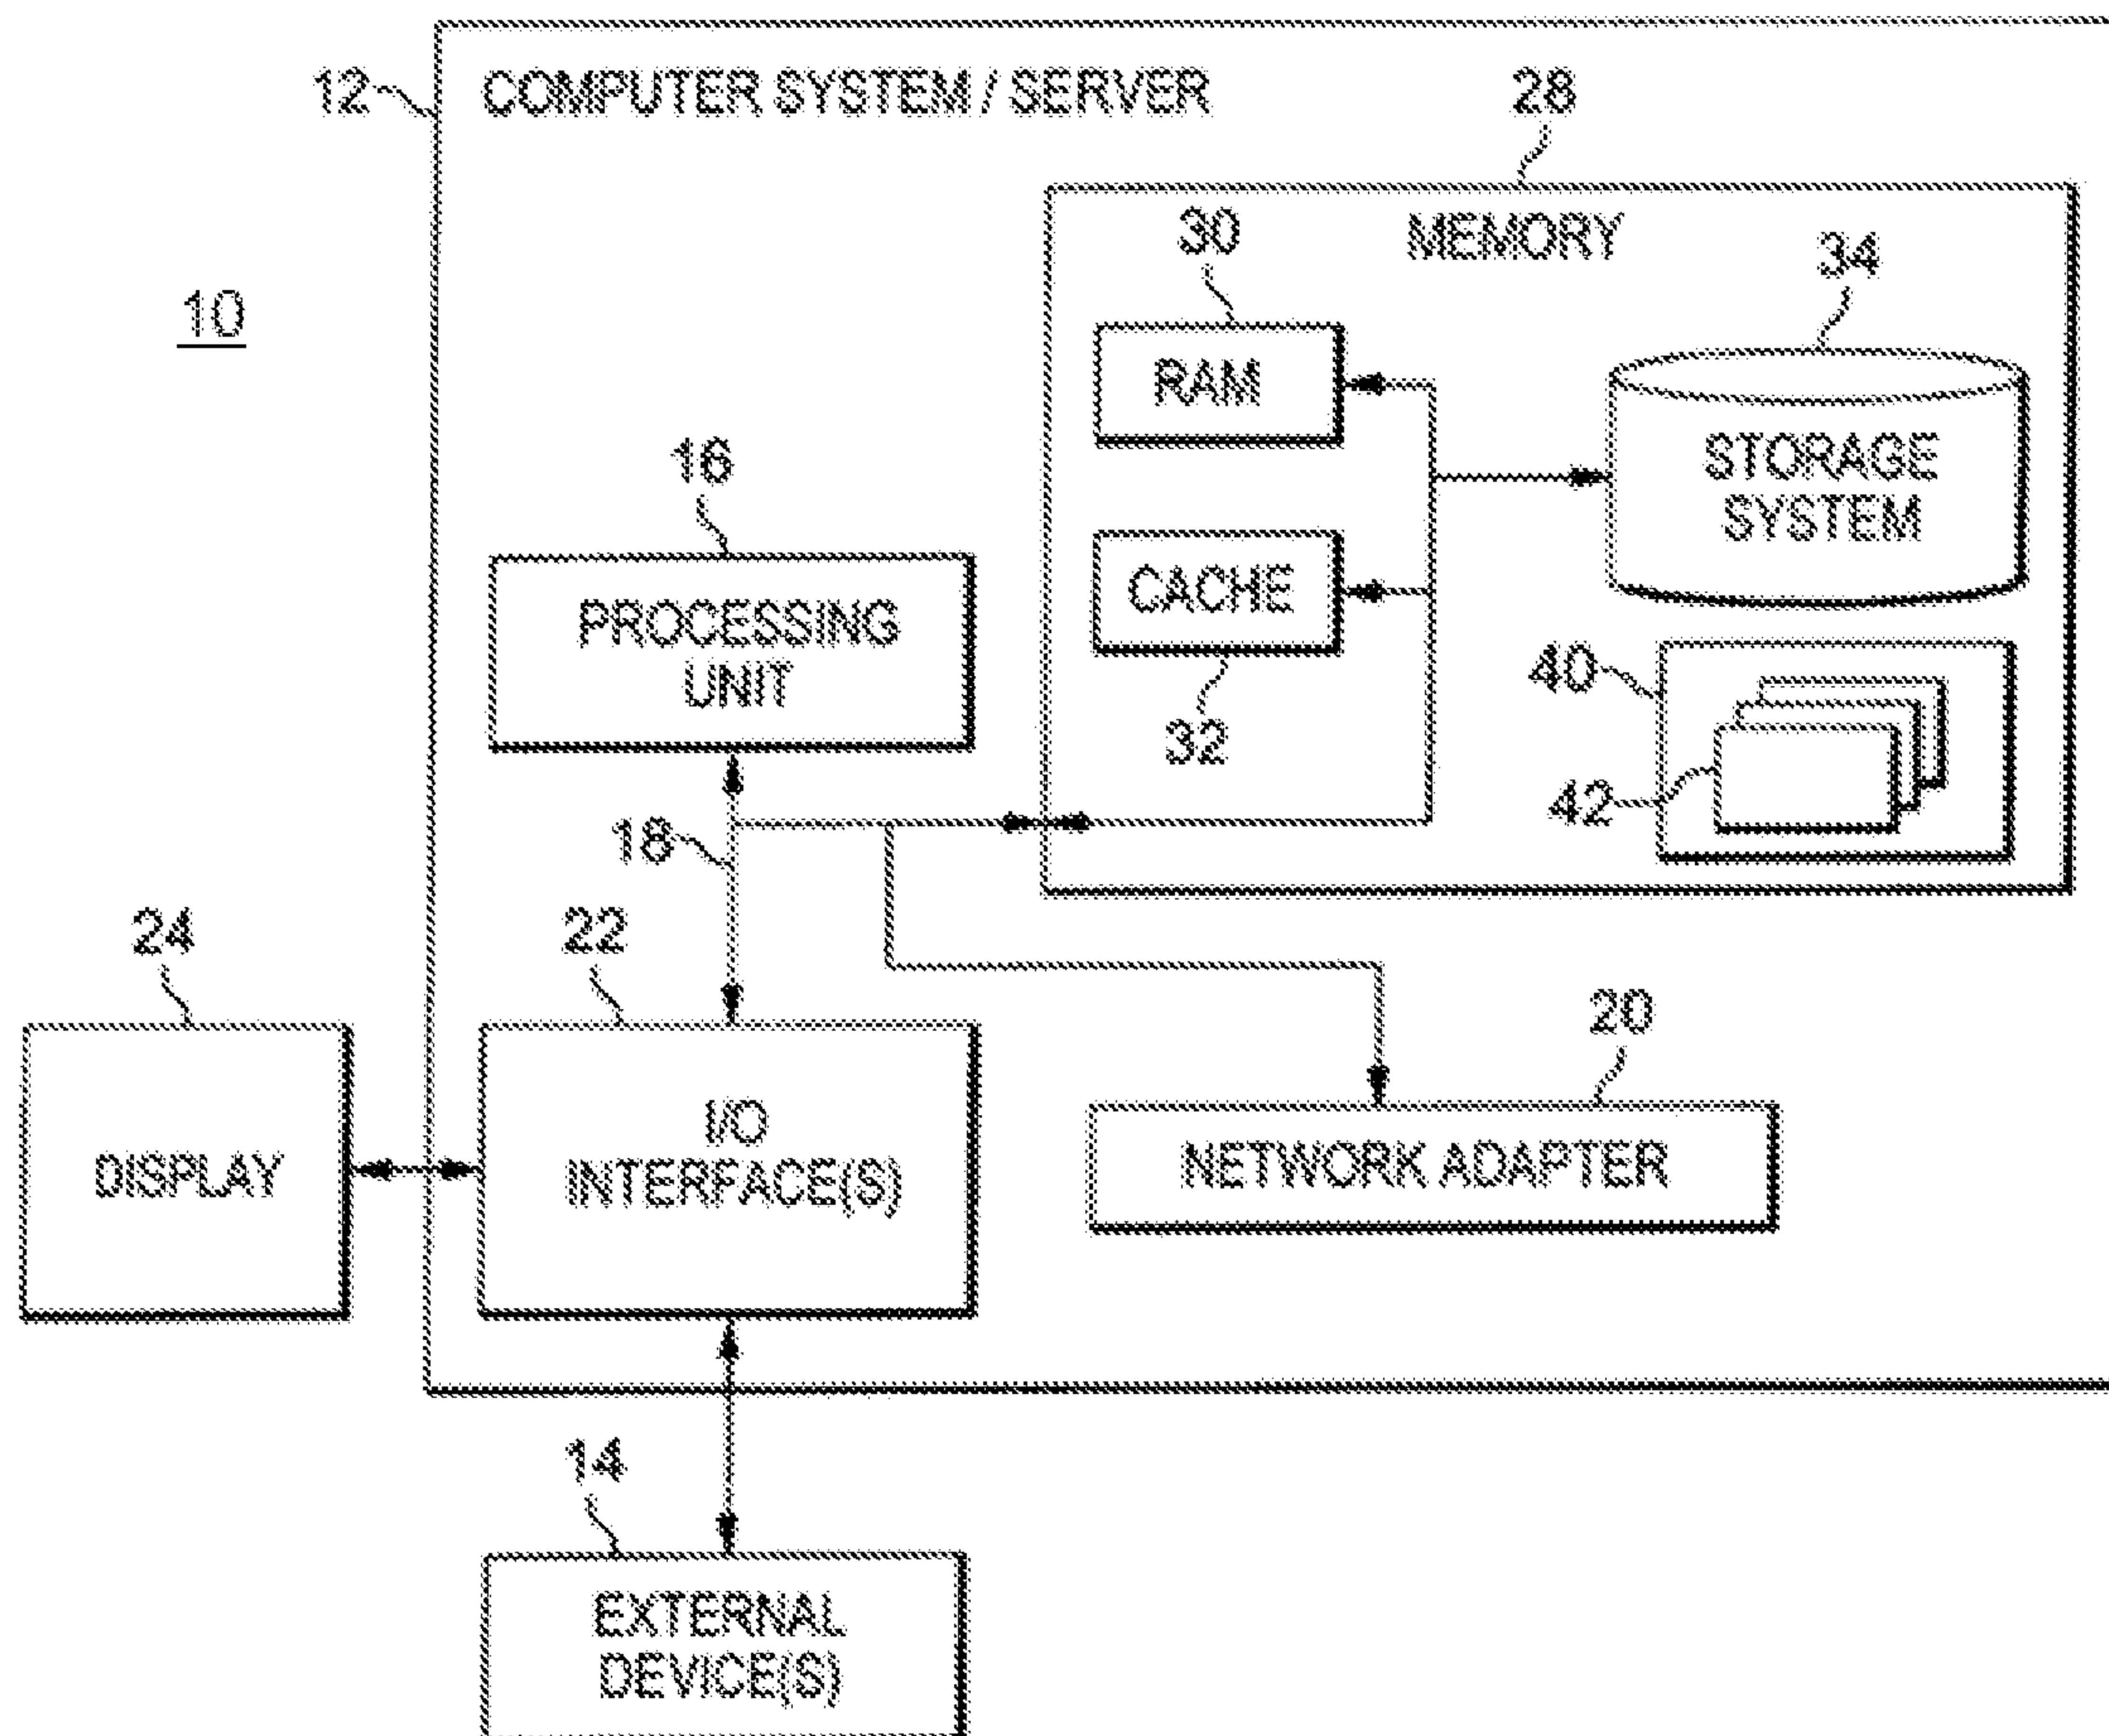 12
COMPUTER SYSTEM / SERVER
28
MEMORY
30
34
10
RAM
STORAGE
SYSTEM
16
PROCESSING
UNIT
CACHE
32
40
42
18
24
22
20
DISPLAY
I/O
INTERFACE(S)
NETWORK ADAPTER
14
EXTERNAL
DEVICE(S)